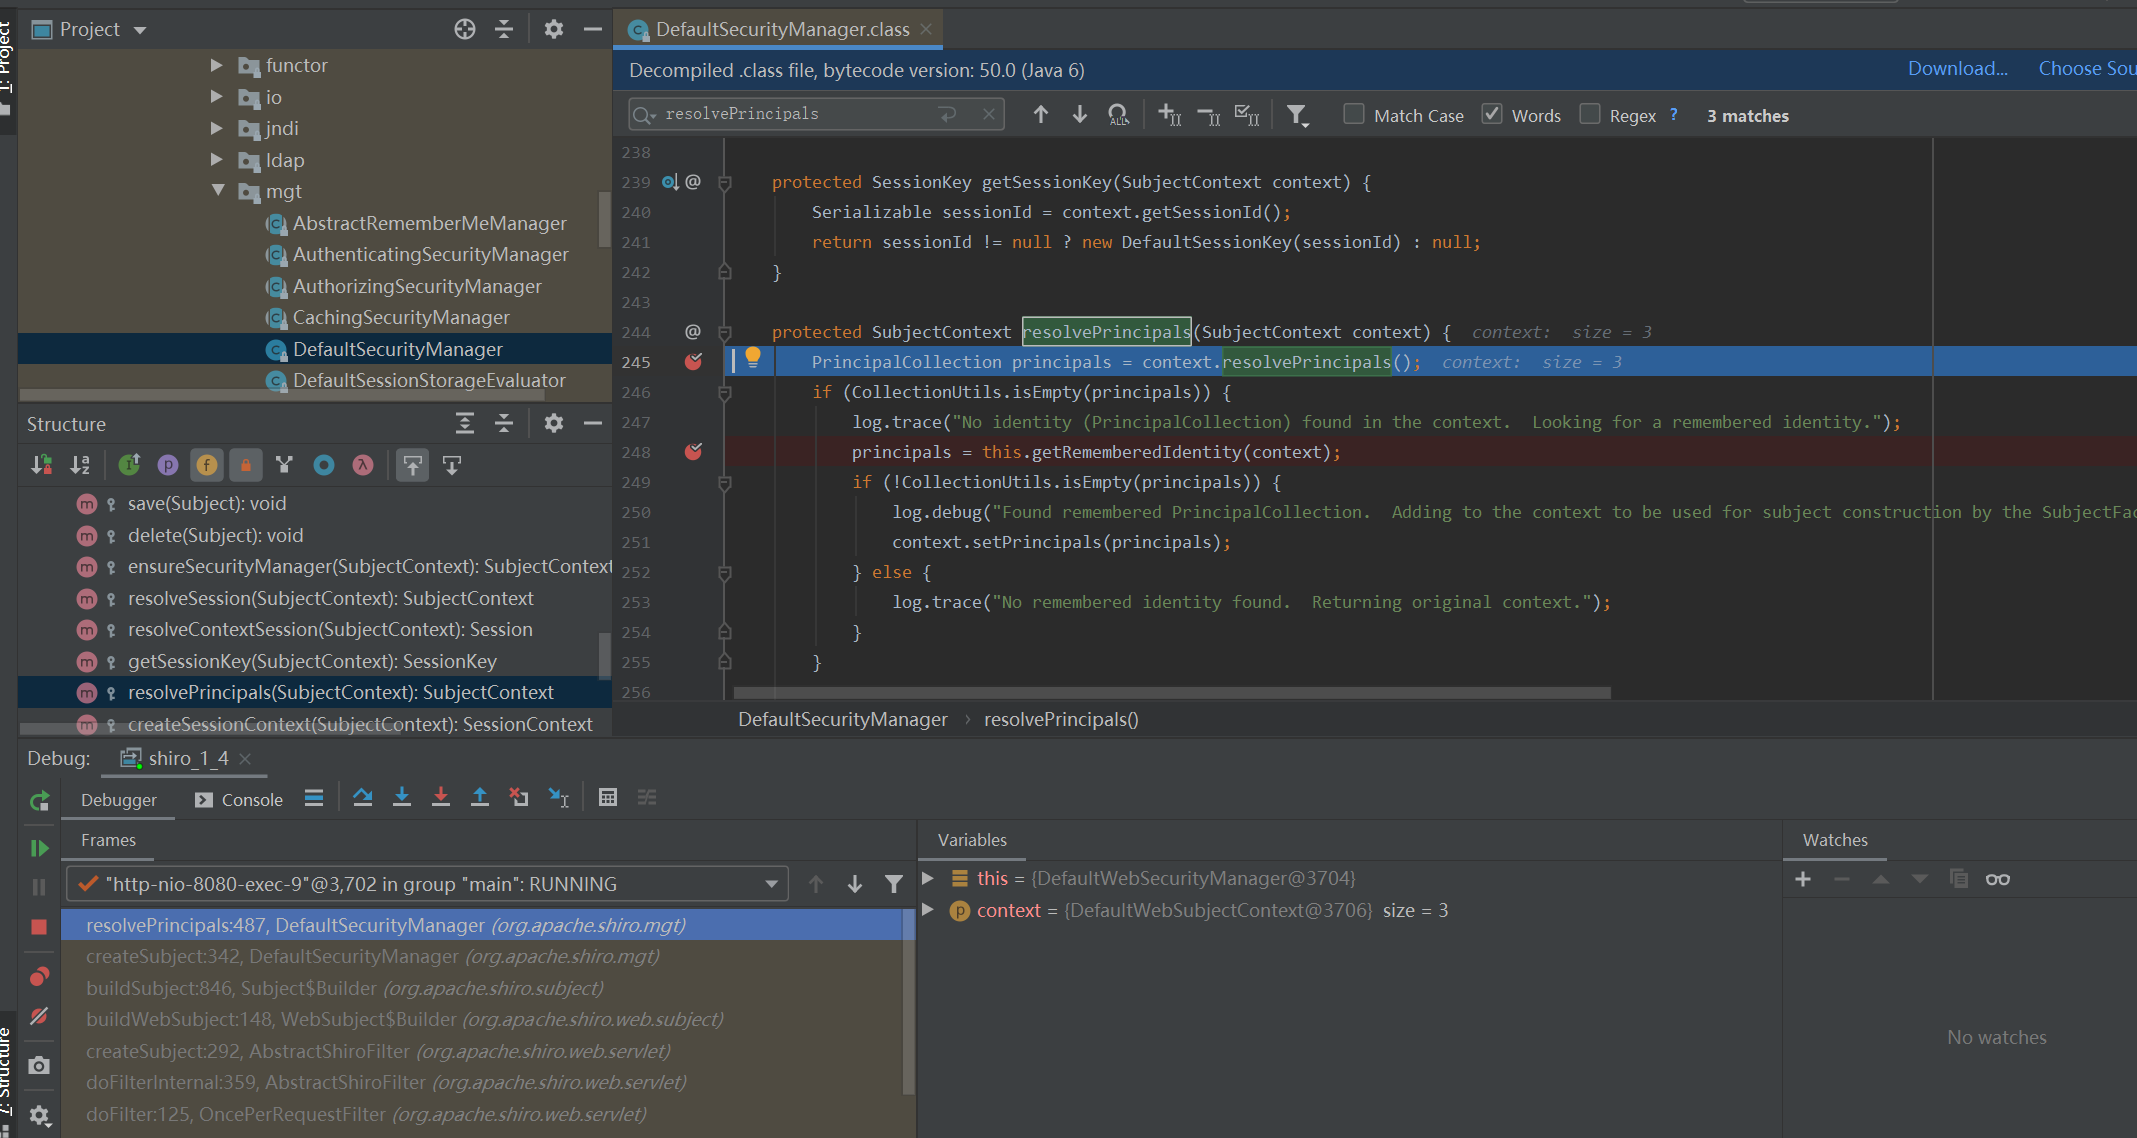 1: Project
Project
functor
io
jndi
ldap
mgt
AbstractRememberMeManager
AuthenticatingSecurityManager
AuthorizingSecurityManager
CachingSecurityManager
DefaultSecurityManager
DefaultSessionStorageEvaluator
Structure
save(Subject): void
delete(Subject): void
ensureSecurityManager(SubjectContext): SubjectContext
resolveSession(SubjectContext): SubjectContext
resolveContextSession(SubjectContext): Session
getSessionKey(SubjectContext): SessionKey
resolvePrincipals(SubjectContext): SubjectContext
createSessionContext(SubjectContext): SessionContext
DefaultSecurityManager.class
Decompiled .class file, bytecode version: 50.0 (Java 6) Download... Choose Sou
resolvePrincipals Match Case Words Regex ? 3 matches
238
239 @ protected SessionKey getSessionKey(SubjectContext context) {
240 Serializable sessionId = context.getSessionId();
241 return sessionId != null ? new DefaultSessionKey(sessionId) : null;
242 }
243
244 @ protected SubjectContext resolvePrincipals(SubjectContext context) { context: size = 3
245 PrincipalCollection principals = context.resolvePrincipals(); context: size = 3
246 if (CollectionUtils.isEmpty(principals)) {
247 log.trace("No identity (PrincipalCollection) found in the context.  Looking for a remembered identity.");
248 principals = this.getRememberedIdentity(context);
249 if (!CollectionUtils.isEmpty(principals)) {
250 log.debug("Found remembered PrincipalCollection.  Adding to the context to be used for subject construction by the SubjectFac
251 context.setPrincipals(principals);
252 } else {
253 log.trace("No remembered identity found.  Returning original context.");
254 }
255 }
256
DefaultSecurityManager › resolvePrincipals()
Debug: shiro_1_4
Debugger Console
Frames
"http-nio-8080-exec-9"@3,702 in group "main": RUNNING
resolvePrincipals:487, DefaultSecurityManager (org.apache.shiro.mgt)
createSubject:342, DefaultSecurityManager (org.apache.shiro.mgt)
buildSubject:846, Subject$Builder (org.apache.shiro.subject)
buildWebSubject:148, WebSubject$Builder (org.apache.shiro.web.subject)
createSubject:292, AbstractShiroFilter (org.apache.shiro.web.servlet)
doFilterInternal:359, AbstractShiroFilter (org.apache.shiro.web.servlet)
doFilter:125, OncePerRequestFilter (org.apache.shiro.web.servlet)
Variables
this = {DefaultWebSecurityManager@3704}
context = {DefaultWebSubjectContext@3706} size = 3
Watches
No watches
7: Structure